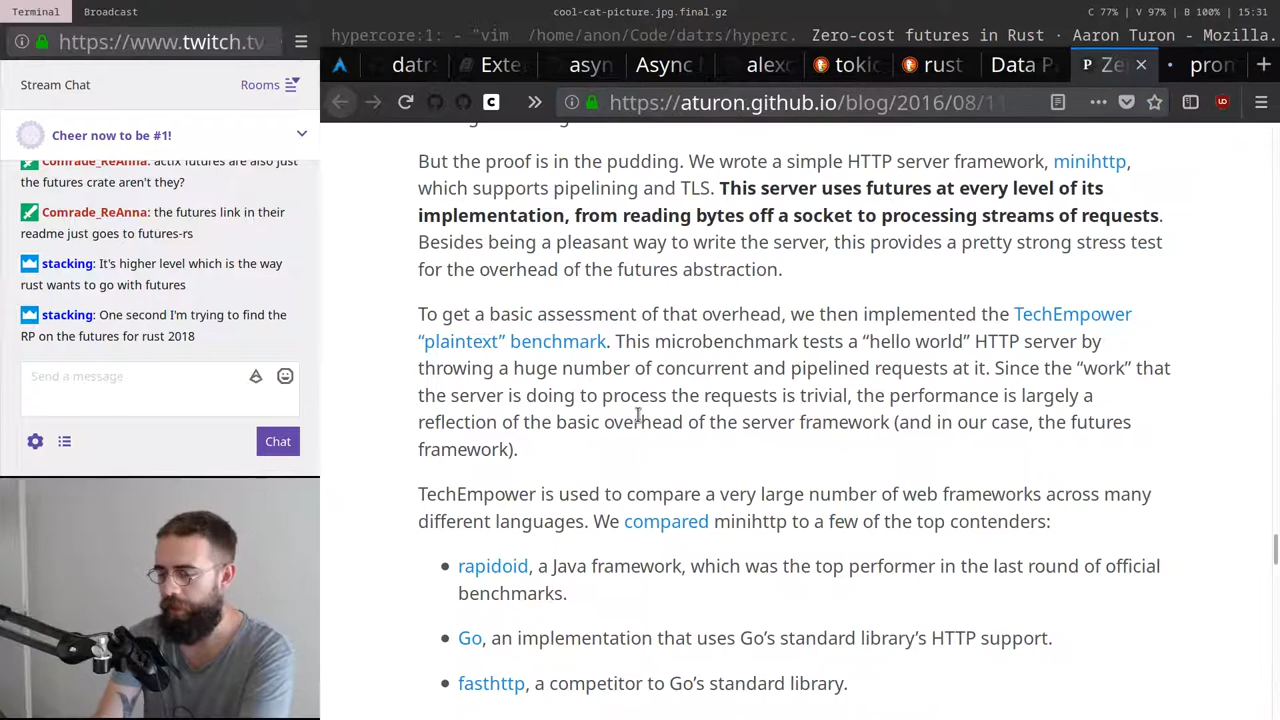 Terminal
Broadcast
cool-cat-picture.jpg.final.gz
C 77% | V 97% | B 100% | 15:31
https://www.twitch.tv
hypercore:1: - "vim /home/anon/Code/datrs/hyperc.
Zero-cost futures in Rust · Aaron Turon - Mozilla.
datrs
Exte
asyn
Async
alexc
tokio
rust
Data P
Ze
pron
https://aturon.github.io/blog/2016/08/11
Stream Chat
Rooms
Cheer now to be #1!
Comrade_ReAnna: actix futures are also just
the futures crate aren't they?
Comrade_ReAnna: the futures link in their
readme just goes to futures-rs
stacking: It's higher level which is the way
rust wants to go with futures
stacking: One second I'm trying to find the
RP on the futures for rust 2018
Send a message
Chat
But the proof is in the pudding. We wrote a simple HTTP server framework, minihttp,
which supports pipelining and TLS. This server uses futures at every level of its
implementation, from reading bytes off a socket to processing streams of requests.
Besides being a pleasant way to write the server, this provides a pretty strong stress test
for the overhead of the futures abstraction.
To get a basic assessment of that overhead, we then implemented the TechEmpower
“plaintext” benchmark. This microbenchmark tests a “hello world” HTTP server by
throwing a huge number of concurrent and pipelined requests at it. Since the “work” that
the server is doing to process the requests is trivial, the performance is largely a
reflection of the basic overhead of the server framework (and in our case, the futures
framework).
TechEmpower is used to compare a very large number of web frameworks across many
different languages. We compared minihttp to a few of the top contenders:
• rapidoid, a Java framework, which was the top performer in the last round of official
benchmarks.
• Go, an implementation that uses Go’s standard library’s HTTP support.
• fasthttp, a competitor to Go’s standard library.